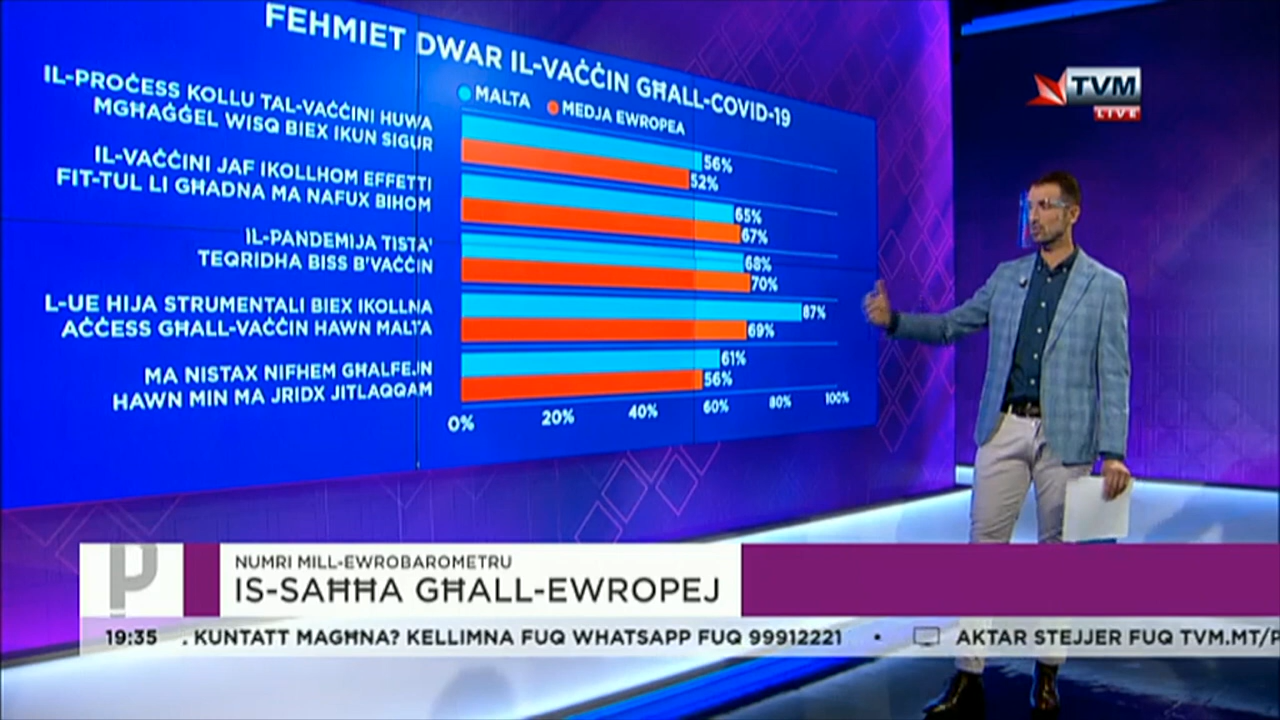 FEHMIET DWAR IL-VAĊĊIN GĦALL-COVID-19
MALTA
MEDJA EWROPEA
IL-PROĊESS KOLLU TAL-VAĊĊINI HUWA
MGĦAĠĠEL WISQ BIEX IKUN SIGUR
56%
52%
IL-VAĊĊINI JAF IKOLLHOM EFFETTI
FIT-TUL LI GĦADNA MA NAFUX BIHOM
65%
67%
IL-PANDEMIJA TISTA'
TEQRIDHA BISS B'VAĊĊIN
68%
70%
L-UE HIJA STRUMENTALI BIEX IKOLLNA
AĊĊESS GĦALL-VAĊĊIN HAWN MALTA
87%
69%
MA NISTAX NIFHEM GĦALFEJN
HAWN MIN MA JRIDX JITLAQQAM
61%
56%
0% 20% 40% 60% 80% 100%
TVM
LIVE
p
NUMRI MILL-EWROBAROMETRU
IS-SAĦĦA GĦALL-EWROPEJ
19:35 . KUNTATT MAGĦNA? KELLIMNA FUQ WHATSAPP FUQ 99912221 • AKTAR STEJJER FUQ TVM.MT/P